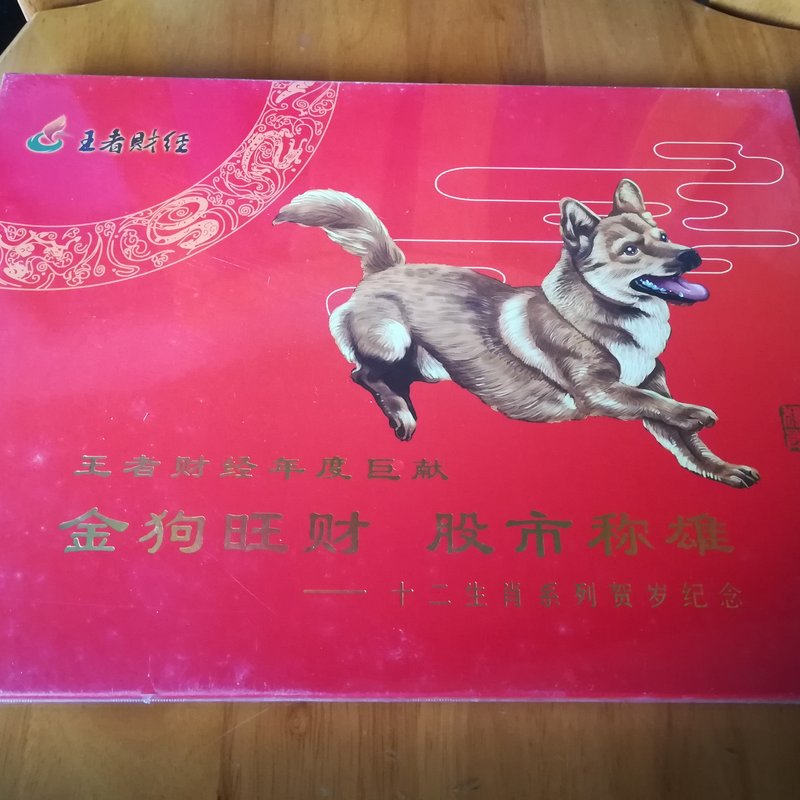 王者财经
王者财经年度巨献
金狗旺财 股市称雄
—— 十二生肖系列贺岁纪念